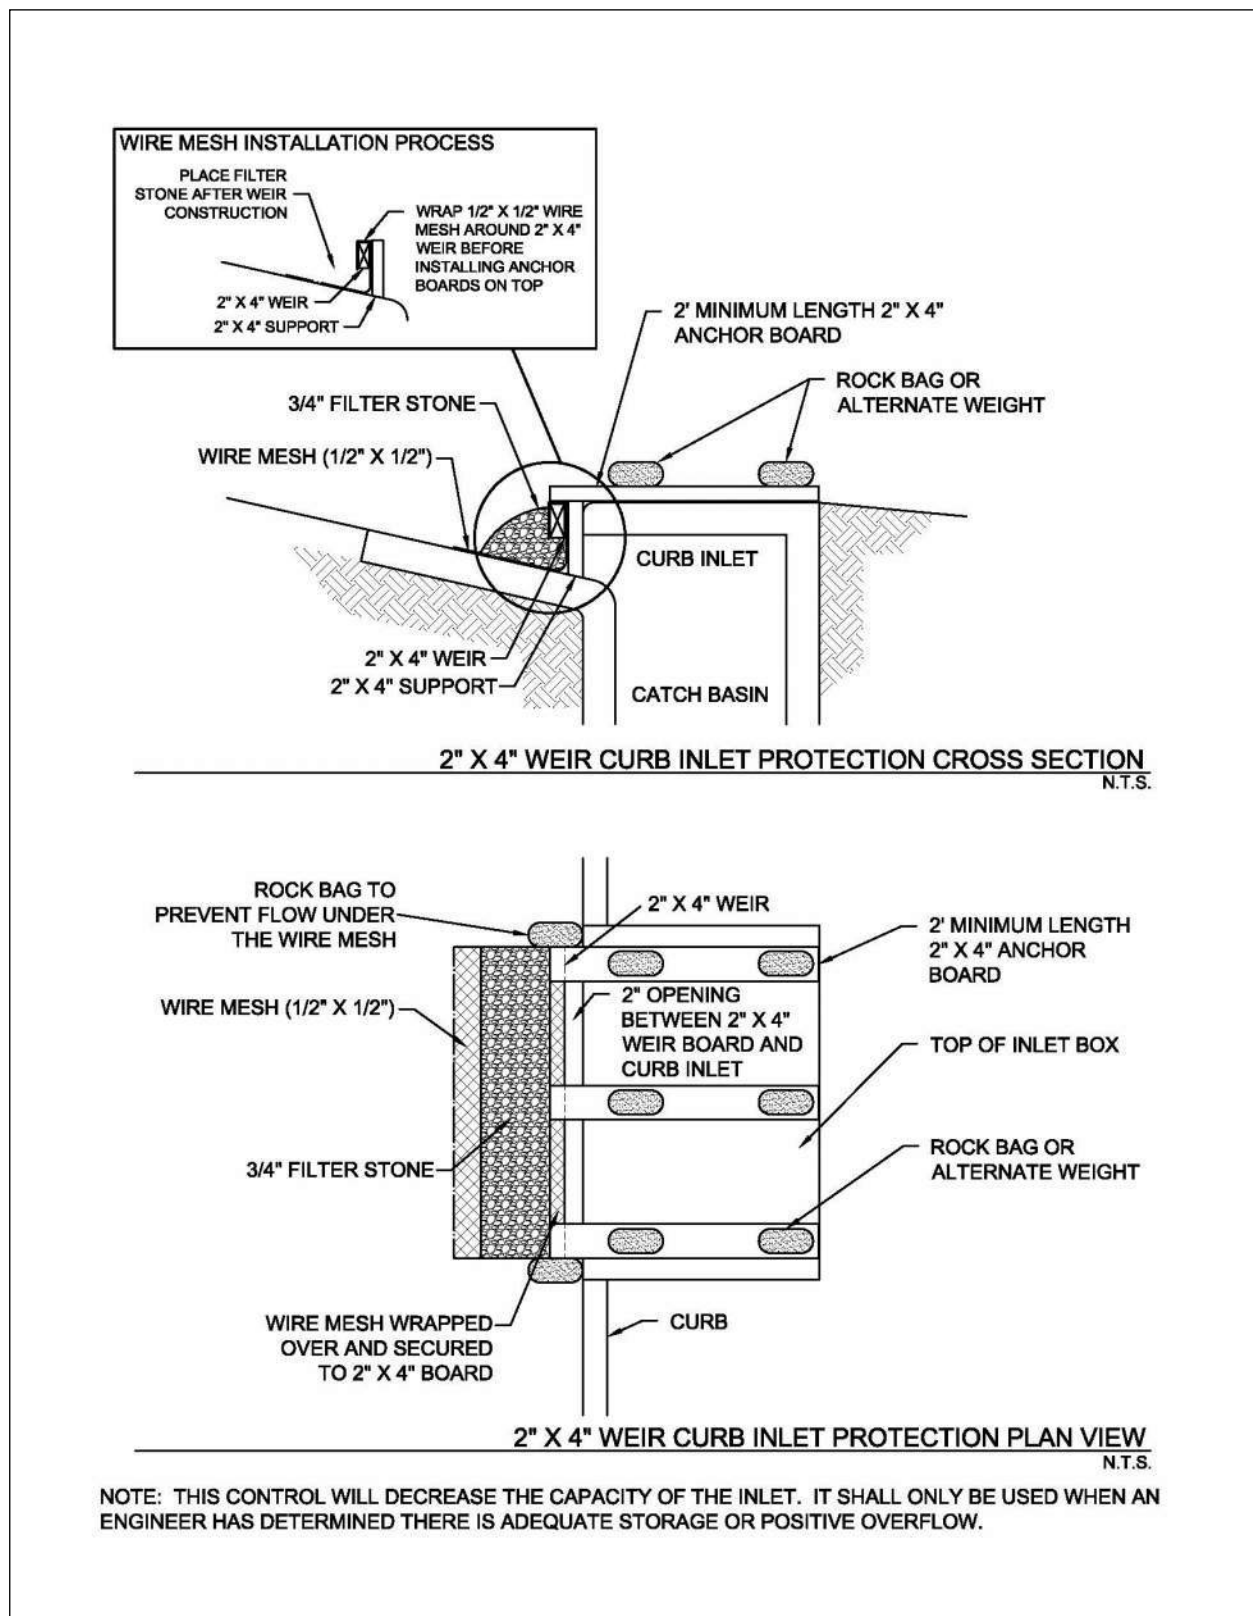 WIRE MESH INSTALLATION PROCESS
PLACE FILTER
STONE AFTER WEIR
CONSTRUCTION
WRAP 1/2" X 1/2" WIRE
MESH AROUND 2" X 4"
WEIR BEFORE
INSTALLING ANCHOR
BOARDS ON TOP
2" X 4" WEIR
2" X 4" SUPPORT
2' MINIMUM LENGTH 2" X 4"
ANCHOR BOARD
ROCK BAG OR
ALTERNATE WEIGHT
3/4" FILTER STONE
WIRE MESH (1/2" X 1/2")
CURB INLET
2" X 4" WEIR
2" X 4" SUPPORT
CATCH BASIN
2" X 4" WEIR CURB INLET PROTECTION CROSS SECTION
N.T.S.
ROCK BAG TO
PREVENT FLOW UNDER
THE WIRE MESH
2" X 4" WEIR
2' MINIMUM LENGTH
2" X 4" ANCHOR
BOARD
WIRE MESH (1/2" X 1/2")
2" OPENING
BETWEEN 2" X 4"
WEIR BOARD AND
CURB INLET
TOP OF INLET BOX
3/4" FILTER STONE
ROCK BAG OR
ALTERNATE WEIGHT
WIRE MESH WRAPPED
OVER AND SECURED
TO 2" X 4" BOARD
CURB
2" X 4" WEIR CURB INLET PROTECTION PLAN VIEW
N.T.S.
NOTE: THIS CONTROL WILL DECREASE THE CAPACITY OF THE INLET. IT SHALL ONLY BE USED WHEN AN
ENGINEER HAS DETERMINED THERE IS ADEQUATE STORAGE OR POSITIVE OVERFLOW.